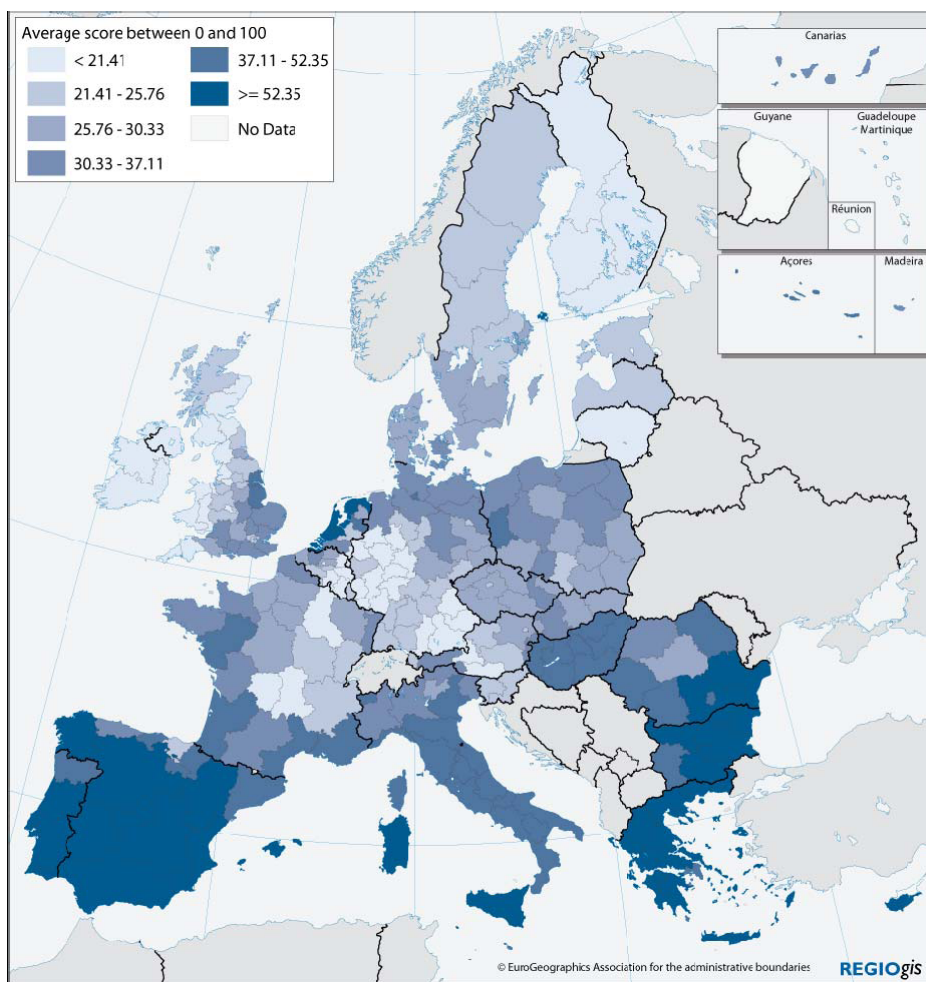 Average score between 0 and 100
< 21.41
21.41 - 25.76
25.76 - 30.33
30.33 - 37.11
37.11 - 52.35
>= 52.35
No Data
Canarias
Guyane
Guadeloupe
Martinique
Réunion
Açores
Madeira
© EuroGeographics Association for the administrative boundaries
REGIOgis